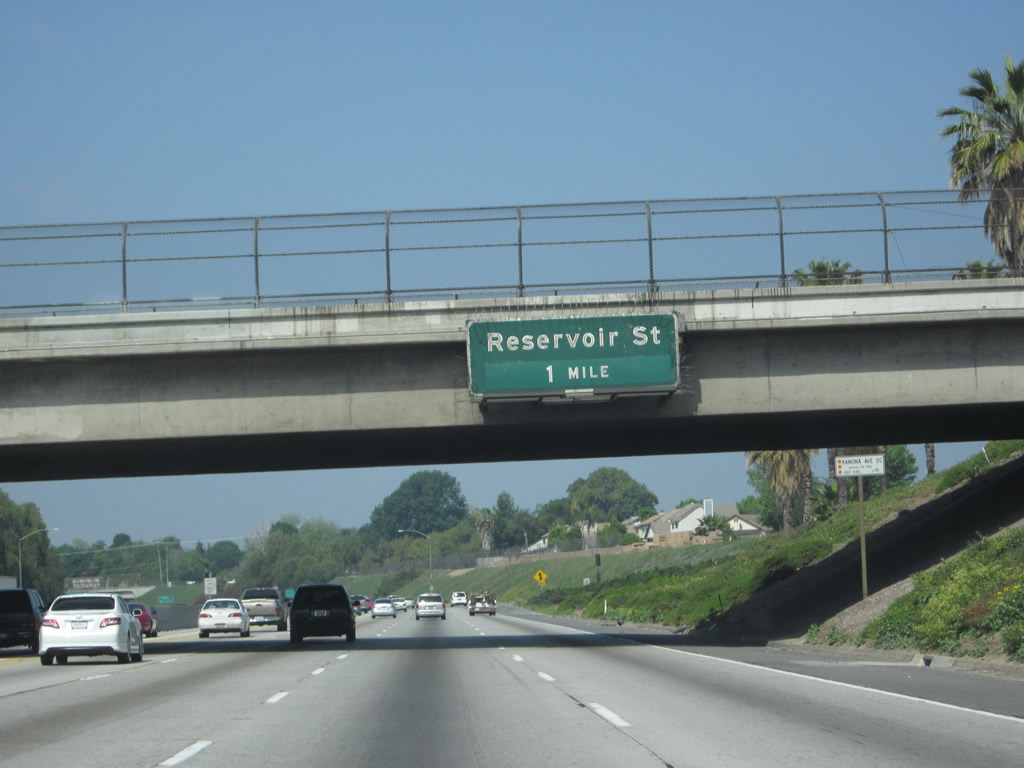 Reservoir St
1 MILE
RAMONA AVE OC